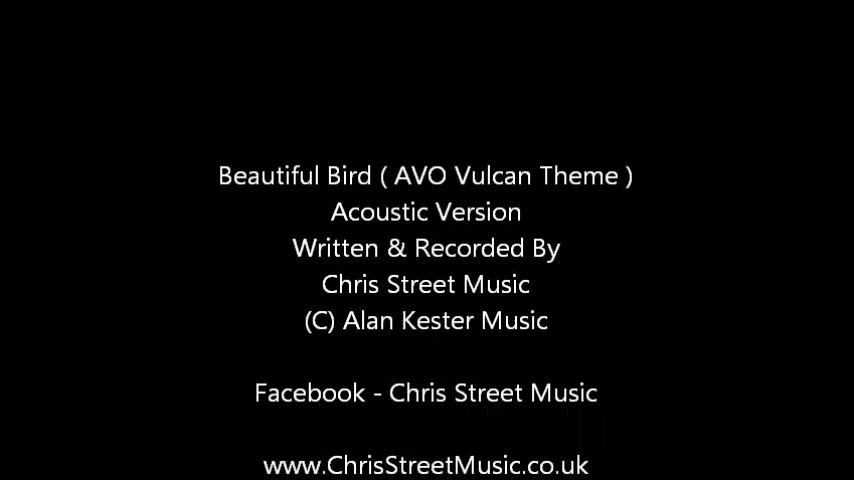 Beautiful Bird ( AVO Vulcan Theme )
Acoustic Version
Written & Recorded By
Chris Street Music
(C) Alan Kester Music
Facebook - Chris Street Music
www.ChrisStreetMusic.co.uk